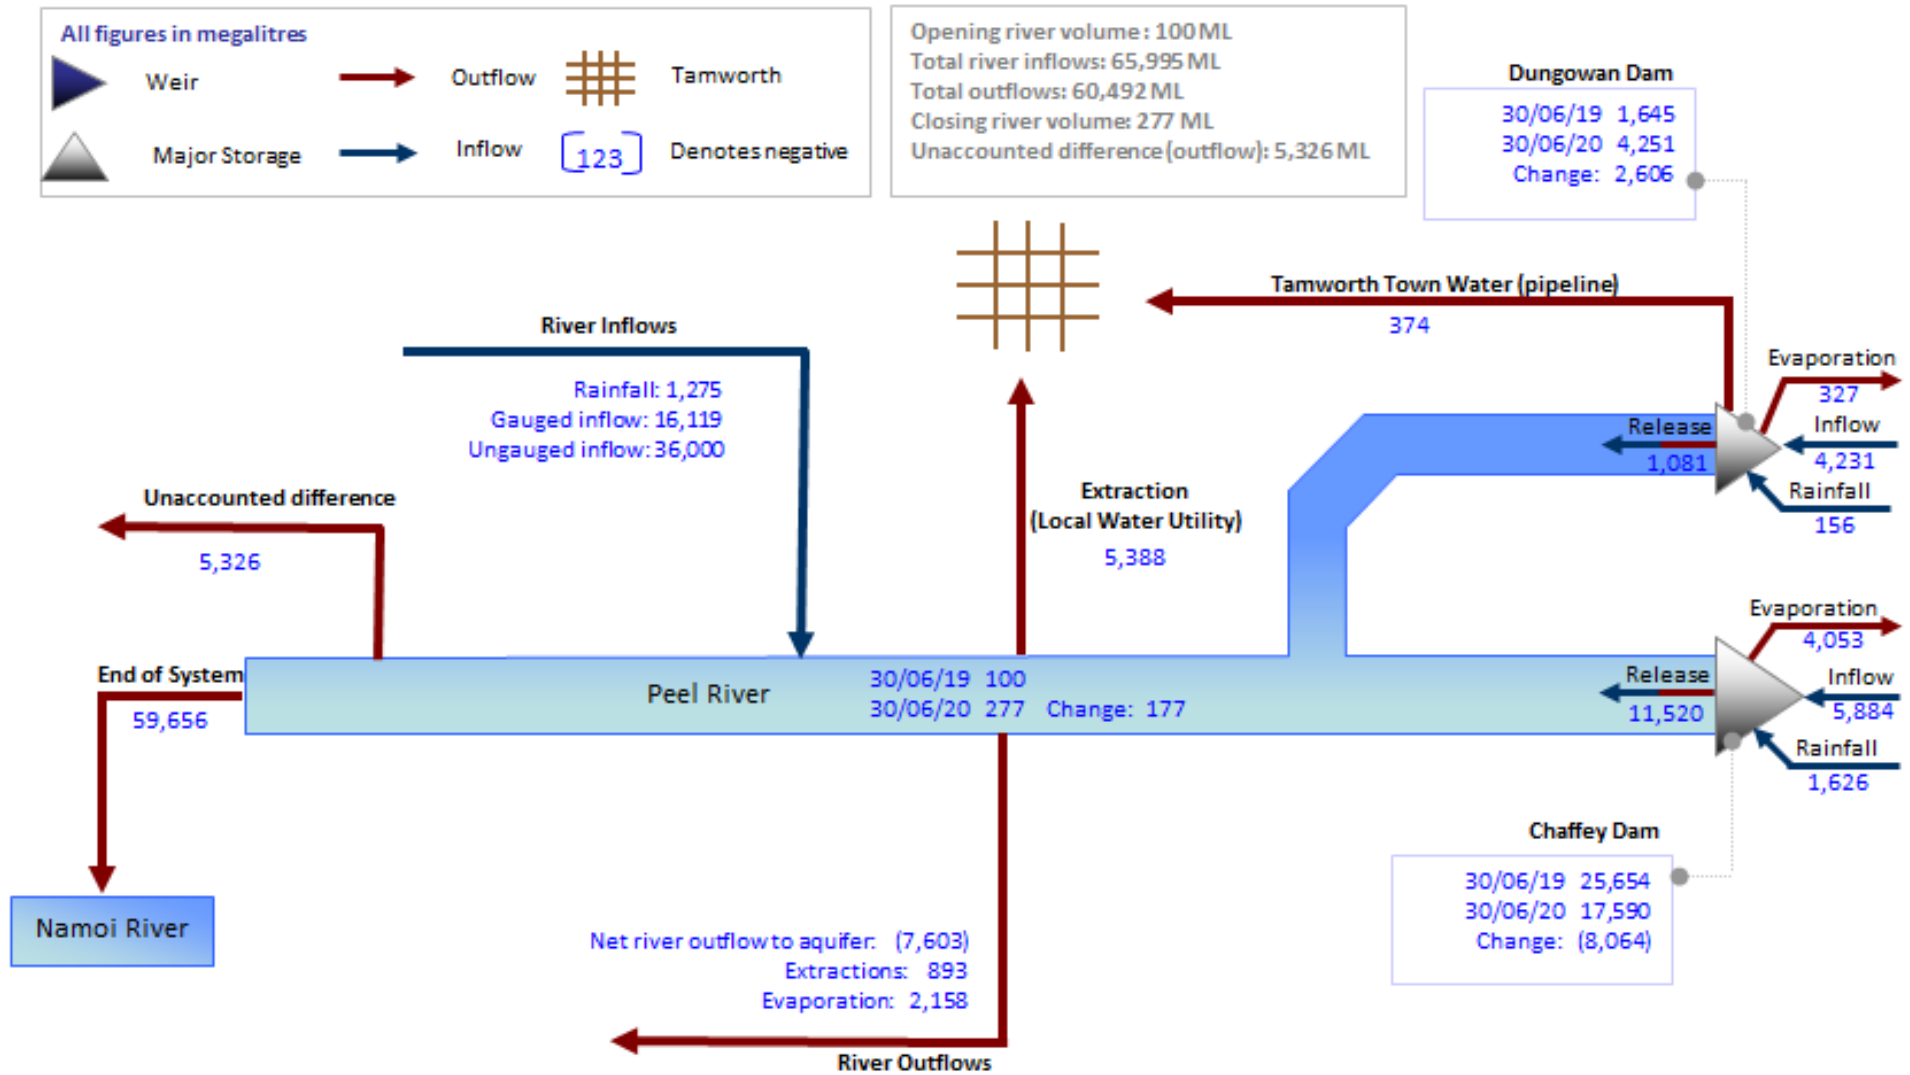 All figures in megalitres
Weir
Outflow
Tamworth
Major Storage
Inflow
123
Denotes negative
Opening river volume: 100 ML
Total river inflows: 65,995 ML
Total outflows: 60,492 ML
Closing river volume: 277 ML
Unaccounted difference (outflow): 5,326 ML
Dungowan Dam
30/06/19 1,645
30/06/20 4,251
Change: 2,606
Tamworth Town Water (pipeline)
374
River Inflows
Rainfall: 1,275
Gauged inflow: 16,119
Ungauged inflow: 36,000
Evaporation
327
Inflow
4,231
Rainfall
156
Release
1,081
Unaccounted difference
5,326
Extraction
(Local Water Utility)
5,388
End of System
59,656
Peel River
30/06/19 100
30/06/20 277 Change: 177
Release
11,520
Evaporation
4,053
Inflow
5,884
Rainfall
1,626
Chaffey Dam
30/06/19 25,654
30/06/20 17,590
Change: (8,064)
Namoi River
Net river outflow to aquifer: (7,603)
Extractions: 893
Evaporation: 2,158
River Outflows